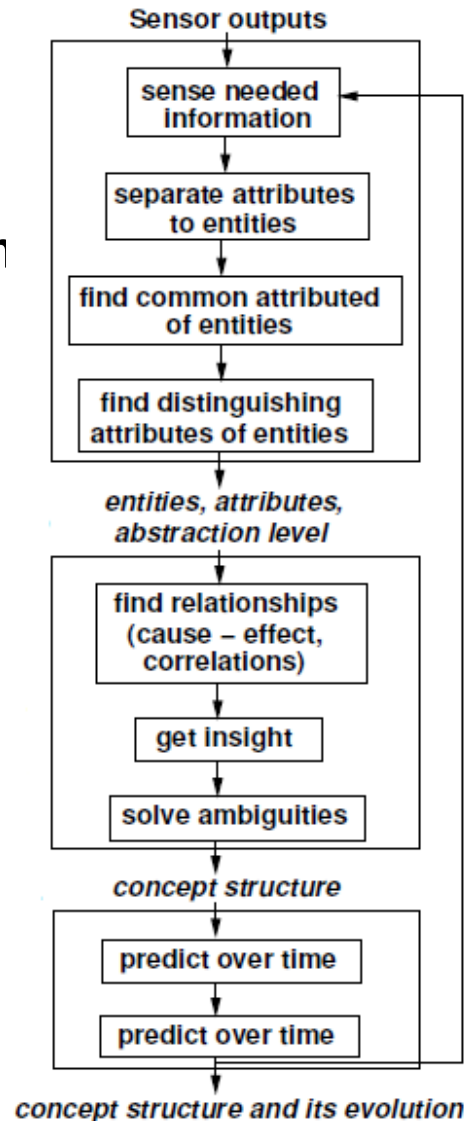 Sensor outputs
sense needed
information
separate attributes
to entities
find common attributed
of entities
find distinguishing
attributes of entities
entities, attributes,
abstraction level
find relationships
(cause – effect,
correlations)
get insight
solve ambiguities
concept structure
predict over time
predict over time
concept structure and its evolution